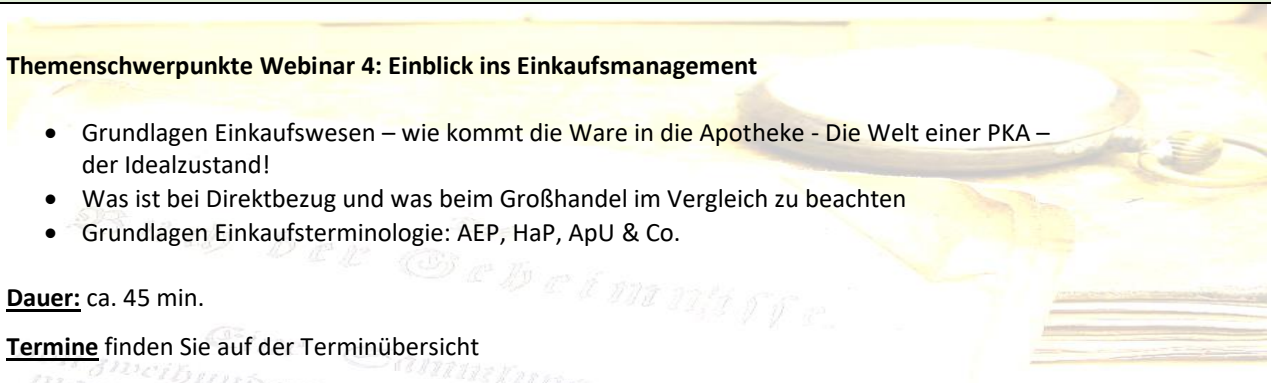 Themenschwerpunkte Webinar 4: Einblick ins Einkaufsmanagement
• Grundlagen Einkaufswesen – wie kommt die Ware in die Apotheke - Die Welt einer PKA –
der Idealzustand!
• Was ist bei Direktbezug und was beim Großhandel im Vergleich zu beachten
• Grundlagen Einkaufsterminologie: AEP, HaP, ApU & Co.
der Geheimnisse.
Dauer: ca. 45 min.
Termine finden Sie auf der Terminübersicht